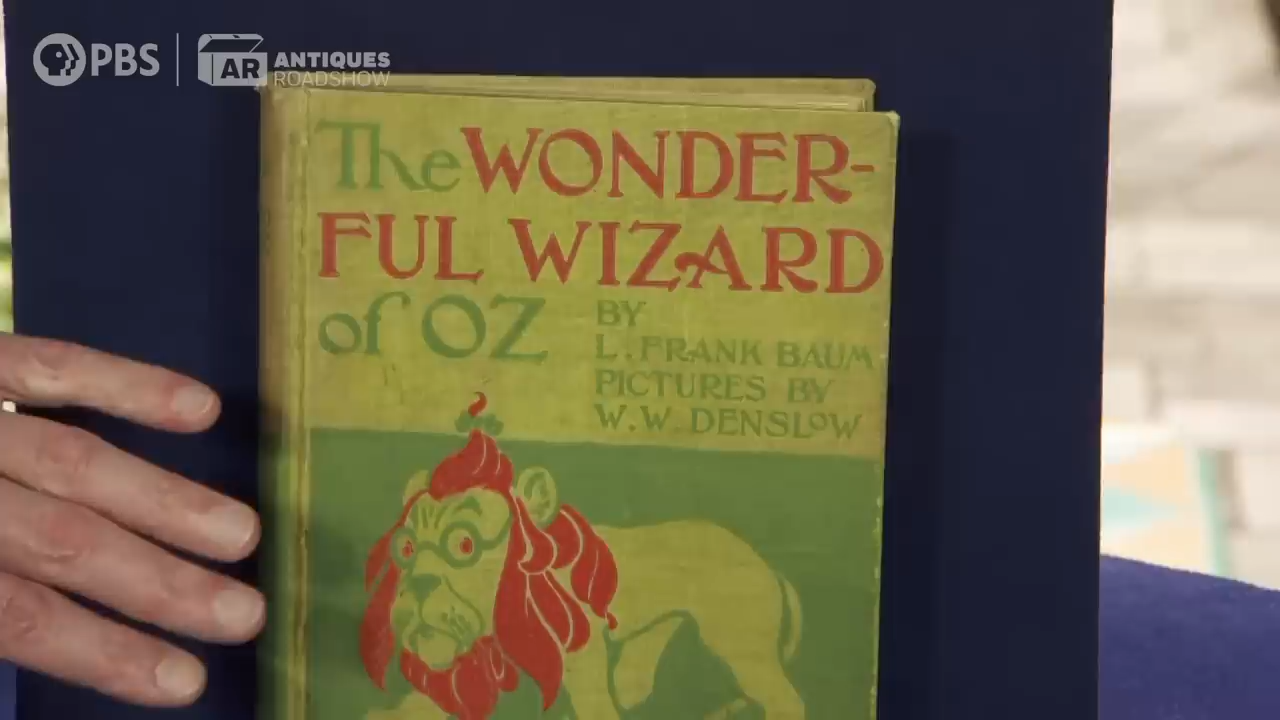 PBS
AR ANTIQUES
ROADSHOW
The WONDER-
FUL WIZARD
of OZ
BY
L. FRANK BAUM
PICTURES BY
W.W. DENSLOW